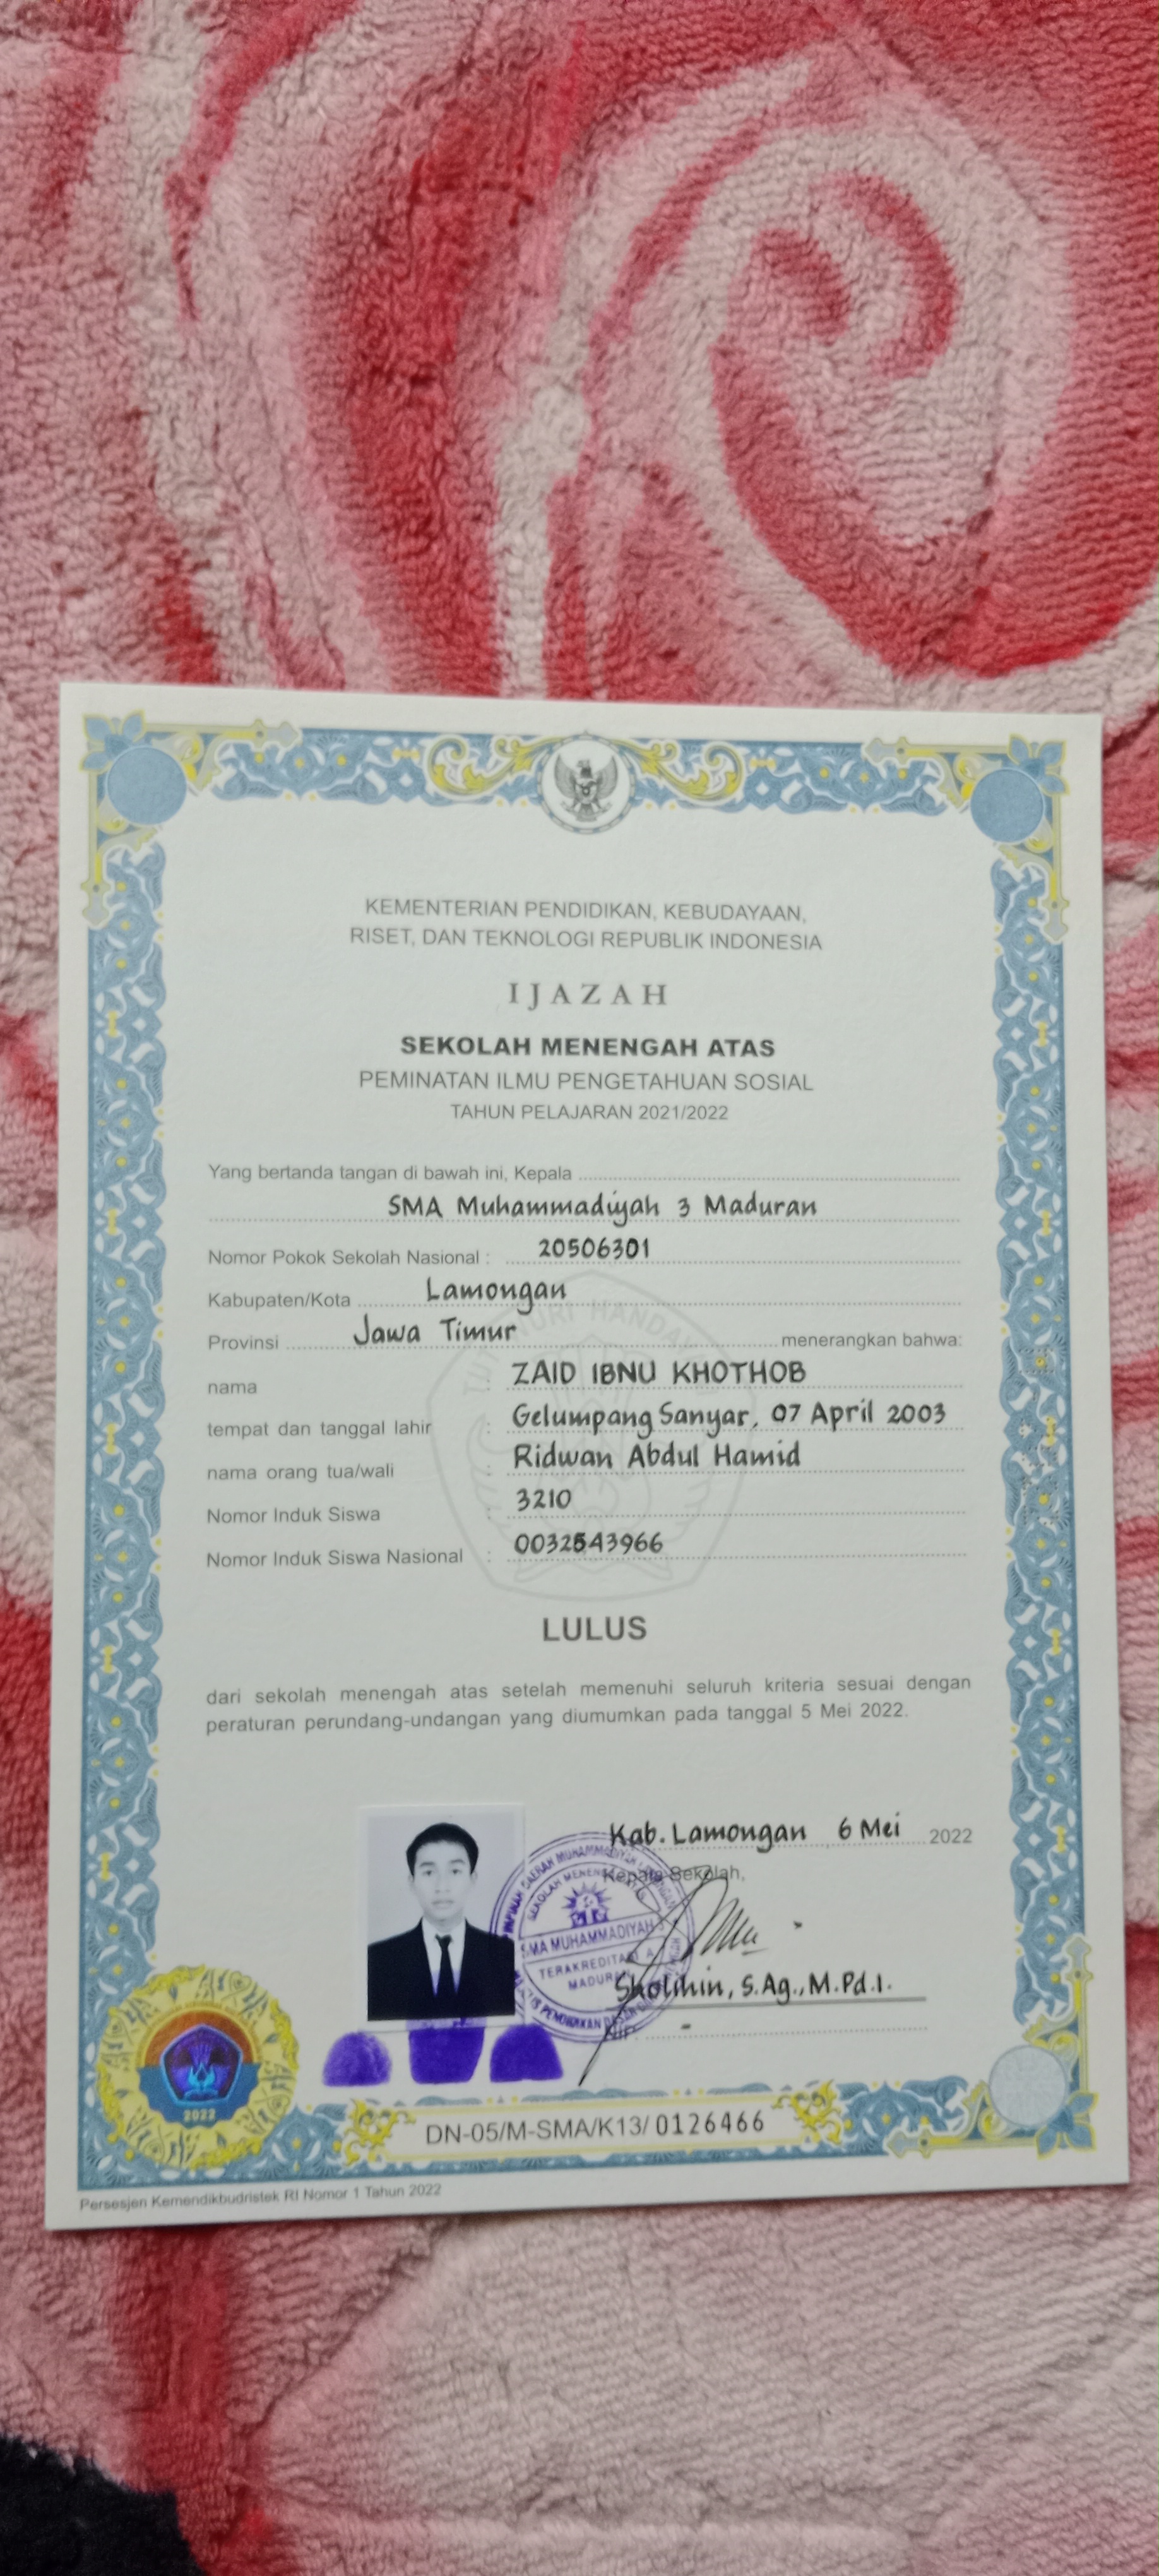 KEMENTERIAN PENDIDIKAN, KEBUDAYAAN,
RISET, DAN TEKNOLOGI REPUBLIK INDONESIA
IJAZAH
SEKOLAH MENENGAH ATAS
PEMINATAN ILMU PENGETAHUAN SOSIAL
TAHUN PELAJARAN 2021/2022
Yang bertanda tangan di bawah ini, Kepala
SMA Muhammadiyah 3 Maduran
Nomor Pokok Sekolah Nasional : 20506301
Kabupaten/Kota Lamongan
Provinsi Jawa Timur menerangkan bahwa:
nama : ZAID IBNU KHOTHOB
tempat dan tanggal lahir : Gelumpang Sanyar, 07 April 2003
nama orang tua/wali : Ridwan Abdul Hamid
Nomor Induk Siswa : 3210
Nomor Induk Siswa Nasional : 0032543966
LULUS
dari sekolah menengah atas setelah memenuhi seluruh kriteria sesuai dengan
peraturan perundang-undangan yang diumumkan pada tanggal 5 Mei 2022.
Kab. Lamongan, 6 Mei 2022
Kepala Sekolah,
SMA MUHAMMADIYAH
TERAKREDITASI A
MADURAN
Sholihin, S.Ag., M.Pd.I.
NIP. -
2022
DN-05/M-SMA/K13/0126466
Persesjen Kemendikbudristek RI Nomor 1 Tahun 2022